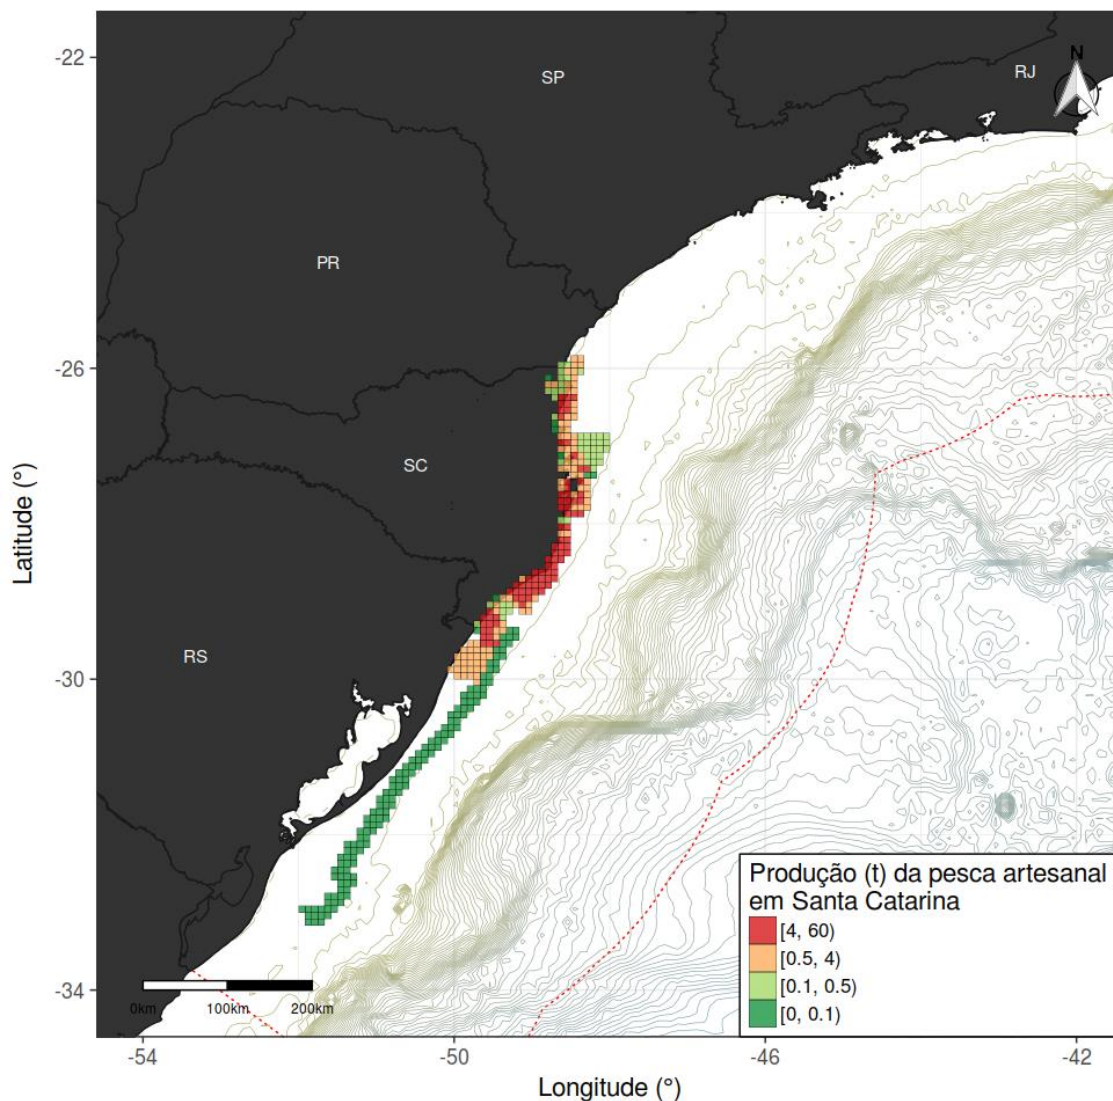 -22
-26
-30
-34
Latitude (°)
SP
RJ
N
PR
SC
RS
0km 100km 200km
Produção (t) da pesca artesanal
em Santa Catarina
[4, 60)
[0.5, 4)
[0.1, 0.5)
[0, 0.1)
-54 -50 -46 -42
Longitude (°)